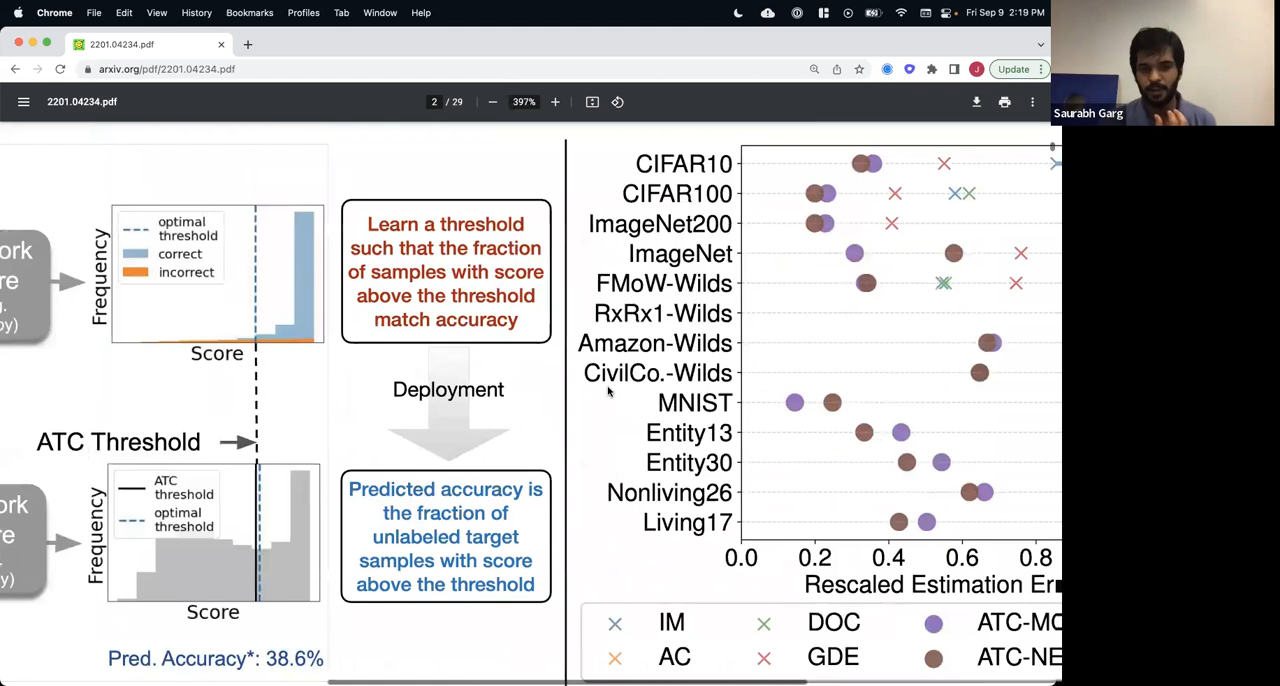 Chrome File Edit View History Bookmarks Profiles Tab Window Help
Fri Sep 9 2:19 PM
2201.04234.pdf
arxiv.org/pdf/2201.04234.pdf
J
Update
2201.04234.pdf
2 / 29
397%
Saurabh Garg
optimal
threshold
correct
incorrect
Frequency
Score
ATC Threshold
ATC
threshold
optimal
threshold
Frequency
Score
Pred. Accuracy*: 38.6%
Learn a threshold
such that the fraction
of samples with score
above the threshold
match accuracy
Deployment
Predicted accuracy is
the fraction of
unlabeled target
samples with score
above the threshold
CIFAR10
CIFAR100
ImageNet200
ImageNet
FMoW-Wilds
RxRx1-Wilds
Amazon-Wilds
CivilCo.-Wilds
MNIST
Entity13
Entity30
Nonliving26
Living17
0.0 0.2 0.4 0.6 0.8
Rescaled Estimation
IM DOC
AC GDE